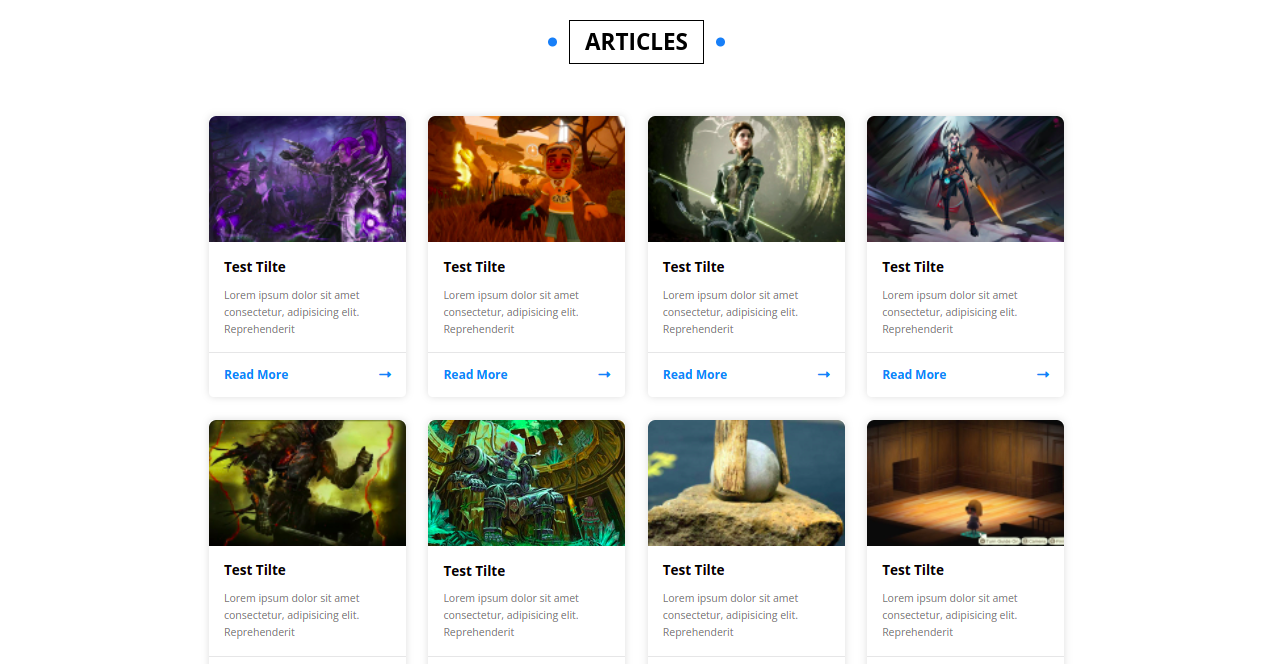 ARTICLES
Test Tilte
Lorem ipsum dolor sit amet
consectetur, adipisicing elit.
Reprehenderit
Read More
Test Tilte
Lorem ipsum dolor sit amet
consectetur, adipisicing elit.
Reprehenderit
Read More
Test Tilte
Lorem ipsum dolor sit amet
consectetur, adipisicing elit.
Reprehenderit
Read More
Test Tilte
Lorem ipsum dolor sit amet
consectetur, adipisicing elit.
Reprehenderit
Read More
Test Tilte
Lorem ipsum dolor sit amet
consectetur, adipisicing elit.
Reprehenderit
Test Tilte
Lorem ipsum dolor sit amet
consectetur, adipisicing elit.
Reprehenderit
Test Tilte
Lorem ipsum dolor sit amet
consectetur, adipisicing elit.
Reprehenderit
Test Tilte
Lorem ipsum dolor sit amet
consectetur, adipisicing elit.
Reprehenderit